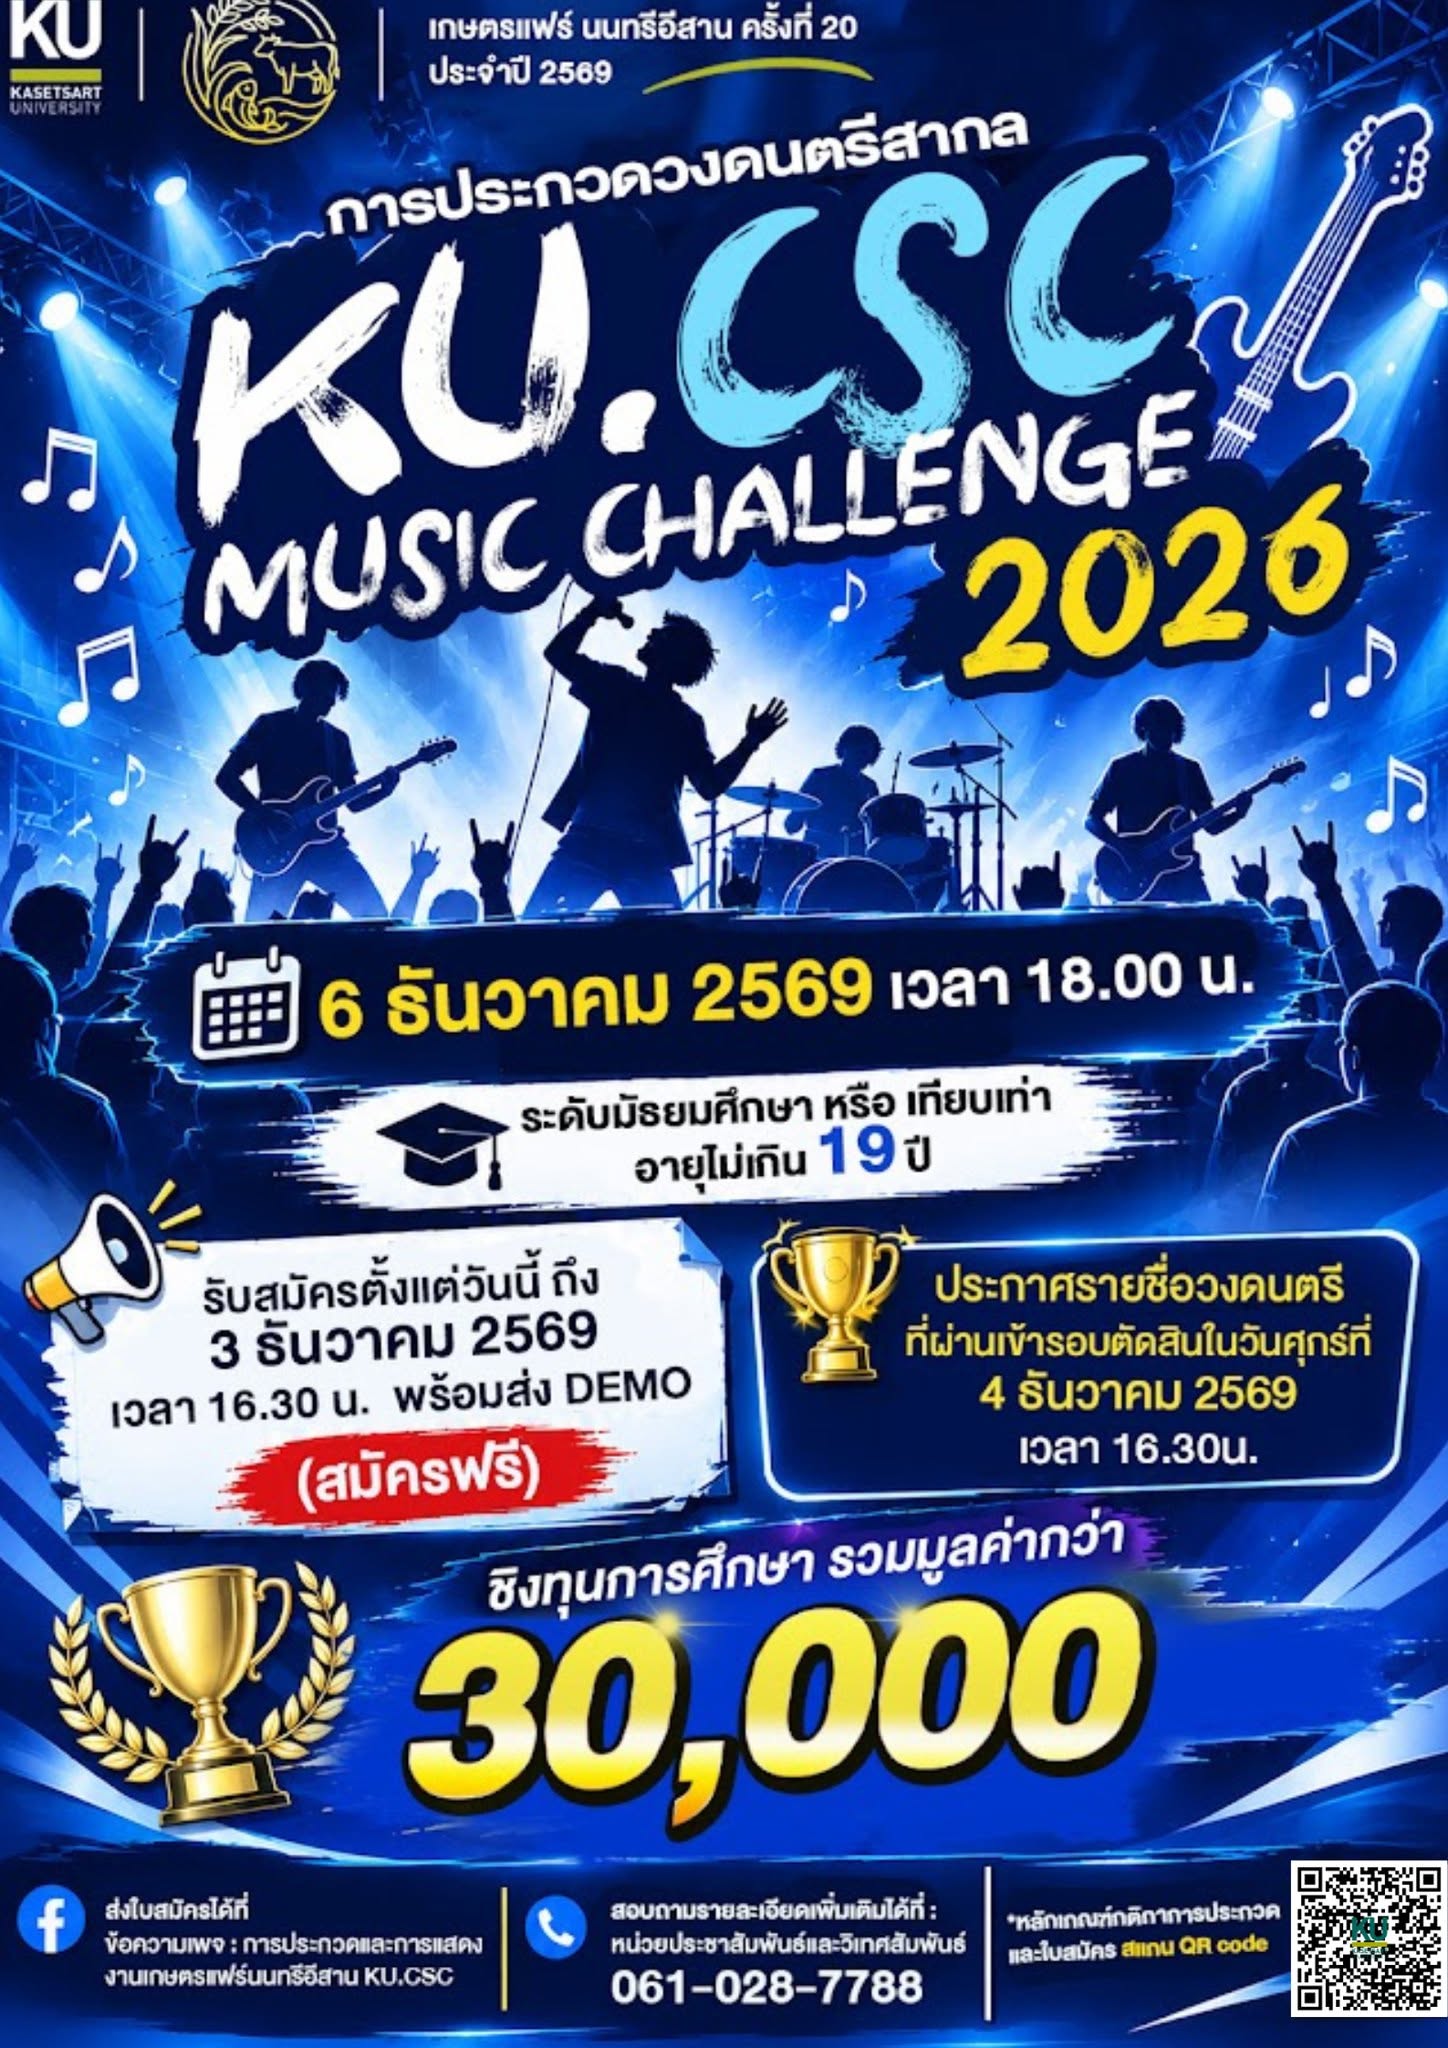 KU
KASETSART
UNIVERSITY
เกษตรแฟร์ นนทรีอีสาน ครั้งที่ 20
ประจำปี 2569
การประกวดวงดนตรีสากล
KU.CSC
MUSIC CHALLENGE
2026
6 ธันวาคม 2569 เวลา 18.00 น.
ระดับมัธยมศึกษา หรือ เทียบเท่า
อายุไม่เกิน 19 ปี
รับสมัครตั้งแต่วันนี้ ถึง
3 ธันวาคม 2569
เวลา 16.30 น. พร้อมส่ง DEMO
(สมัครฟรี)
ประกาศรายชื่อวงดนตรี
ที่ผ่านเข้ารอบตัดสินในวันศุกร์ที่
4 ธันวาคม 2569
เวลา 16.30น.
ชิงทุนการศึกษา รวมมูลค่ากว่า
30,000
ส่งใบสมัครได้ที่
ข้อความเพจ : การประกวดและการแสดง
งานเกษตรแฟร์นนทรีอีสาน KU.CSC
สอบถามรายละเอียดเพิ่มเติมได้ที่ :
หน่วยประชาสัมพันธ์และวิเทศสัมพันธ์
061-028-7788
*หลักเกณฑ์กติกาการประกวด
และใบสมัคร สแกน QR code
KU